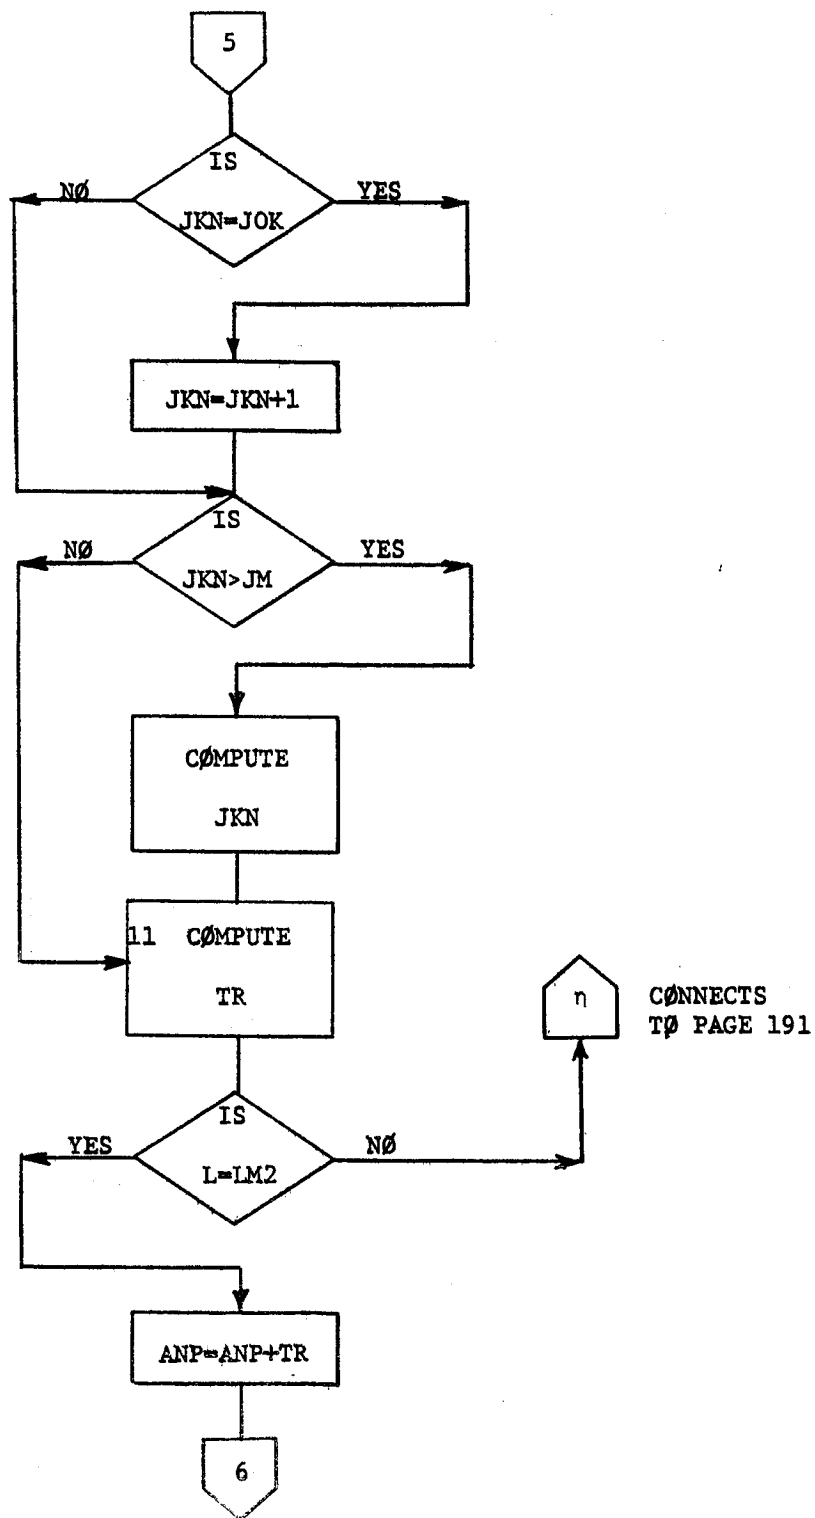 5
IS
NØ
YES
JKN=JOK
JKN=JKN+1
IS
NØ
YES
JKN>JM
CØMPUTE
JKN
11 CØMPUTE
TR
η
CØNNECTS
TØ PAGE 191
IS
YES
NØ
L=LM2
ANP=ANP+TR
6